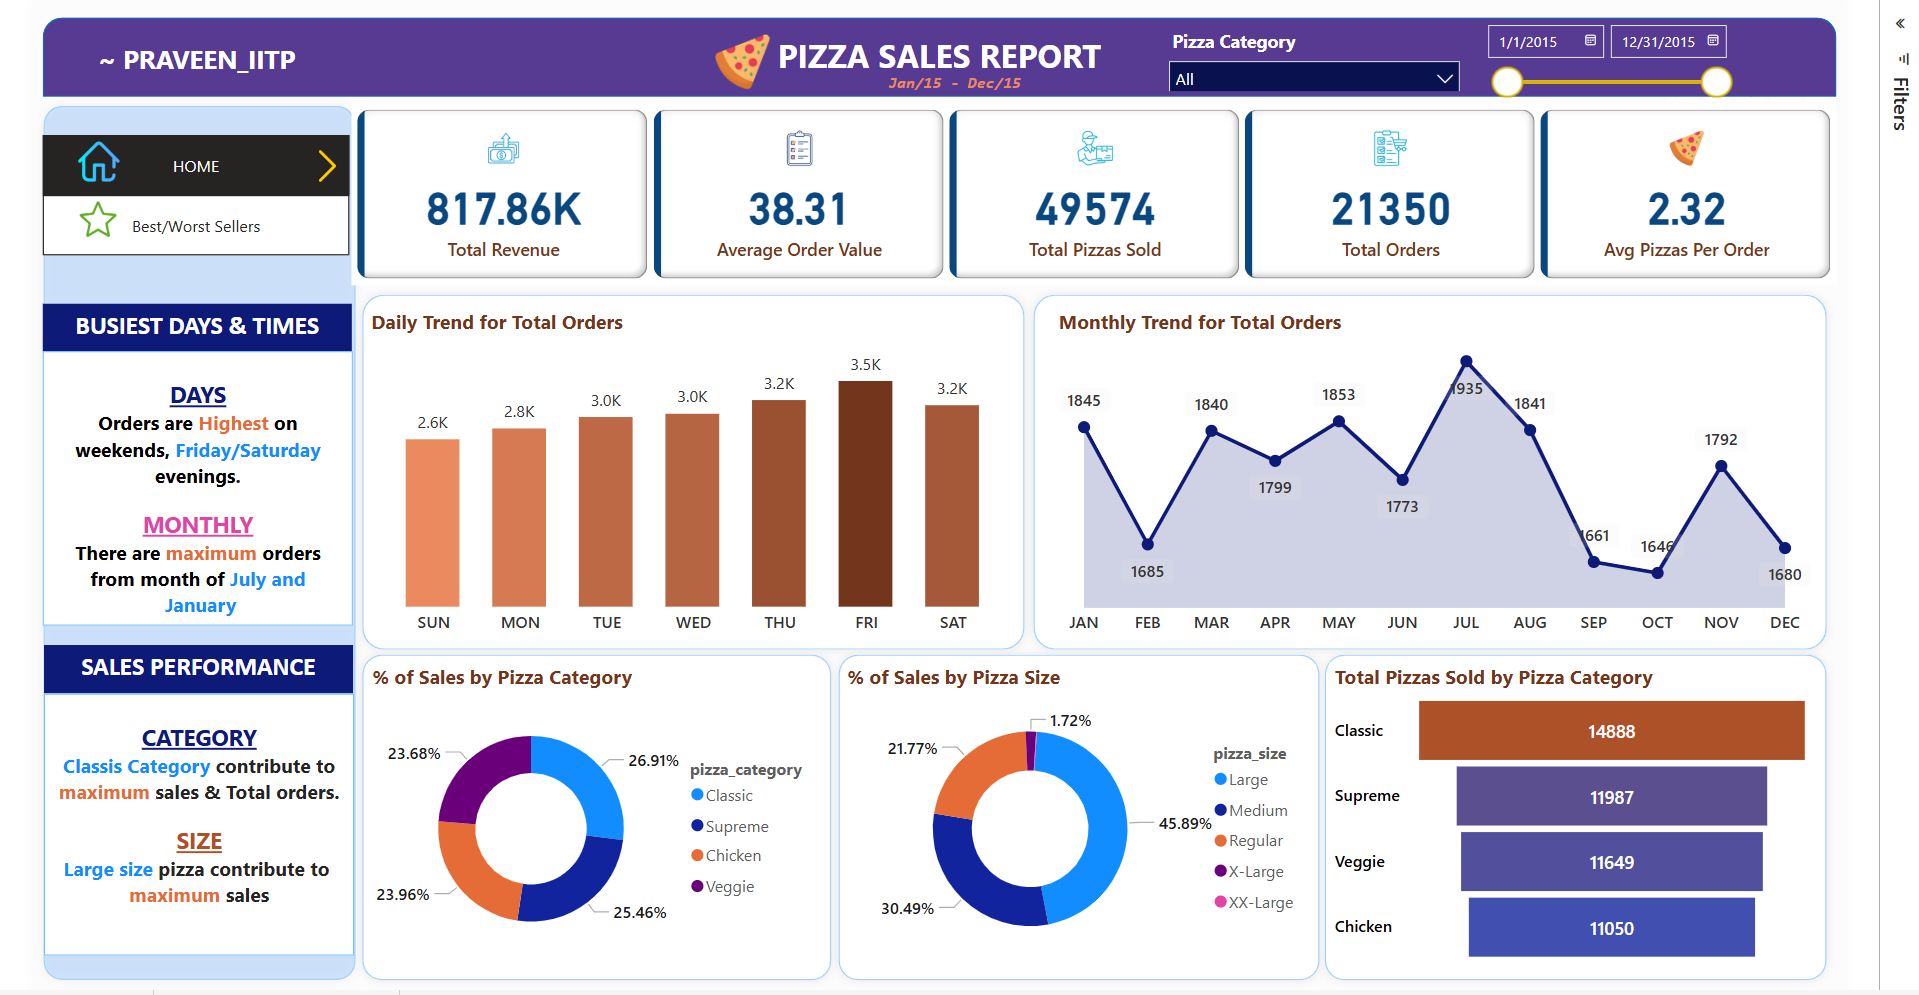 ~ PRAVEEN_IITP
PIZZA SALES REPORT
Jan/15 - Dec/15
Pizza Category
All
1/1/2015
12/31/2015
Filters
HOME
Best/Worst Sellers
817.86K
Total Revenue
38.31
Average Order Value
49574
Total Pizzas Sold
21350
Total Orders
2.32
Avg Pizzas Per Order
BUSIEST DAYS & TIMES
DAYS
Orders are Highest on
weekends, Friday/Saturday
evenings.
MONTHLY
There are maximum orders
from month of July and
January
SALES PERFORMANCE
CATEGORY
Classis Category contribute to
maximum sales & Total orders.
SIZE
Large size pizza contribute to
maximum sales
Daily Trend for Total Orders
2.6K
2.8K
3.0K
3.0K
3.2K
3.5K
3.2K
SUN MON TUE WED THU FRI SAT
Monthly Trend for Total Orders
1845
1685
1840
1799
1853
1773
1935
1841
1661
1646
1792
1680
JAN FEB MAR APR MAY JUN JUL AUG SEP OCT NOV DEC
% of Sales by Pizza Category
23.68%
26.91%
23.96%
25.46%
pizza_category
Classic
Supreme
Chicken
Veggie
% of Sales by Pizza Size
1.72%
21.77%
45.89%
30.49%
pizza_size
Large
Medium
Regular
X-Large
XX-Large
Total Pizzas Sold by Pizza Category
Classic 14888
Supreme 11987
Veggie 11649
Chicken 11050